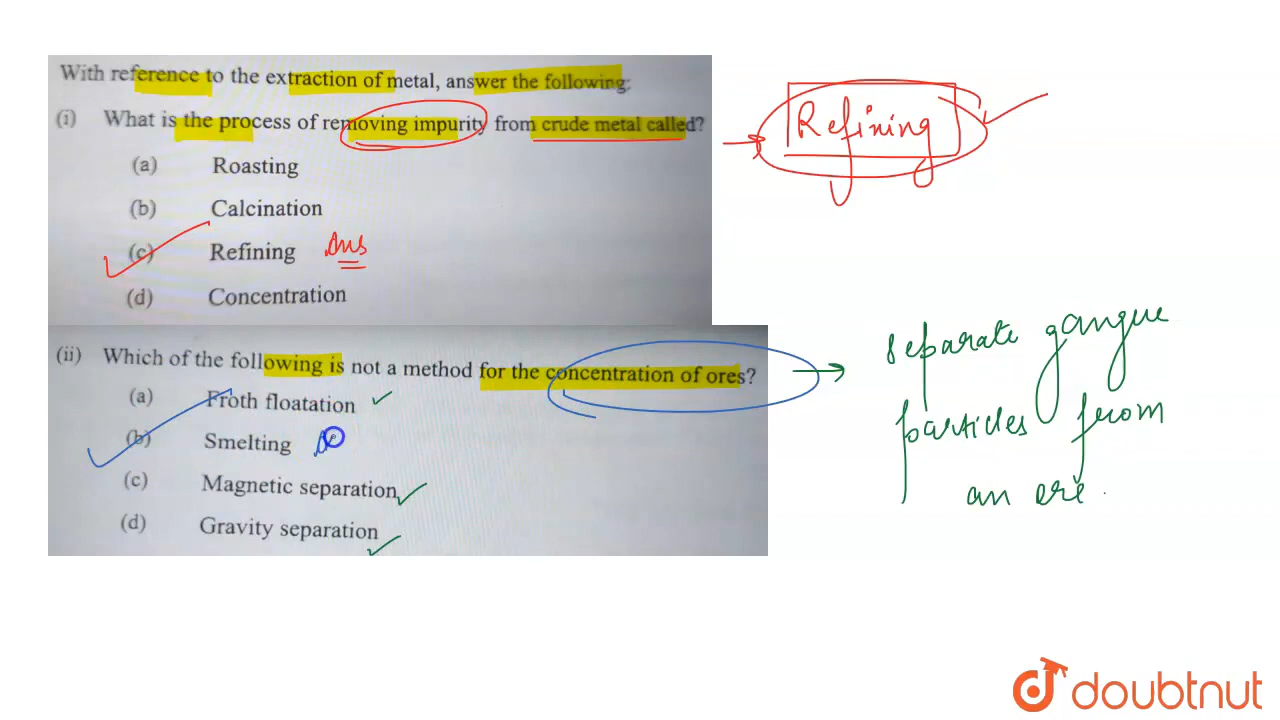 With reference to the extraction of metal, answer the following:
(i) What is the process of removing impurity from crude metal called?
(a) Roasting
(b) Calcination
(c) Refining Ans
(d) Concentration
Refining
(ii) Which of the following is not a method for the concentration of ores?
(a) Froth floatation
(b) Smelting
(c) Magnetic separation
(d) Gravity separation
separate gangue
particles from
an ore.
doubtnut